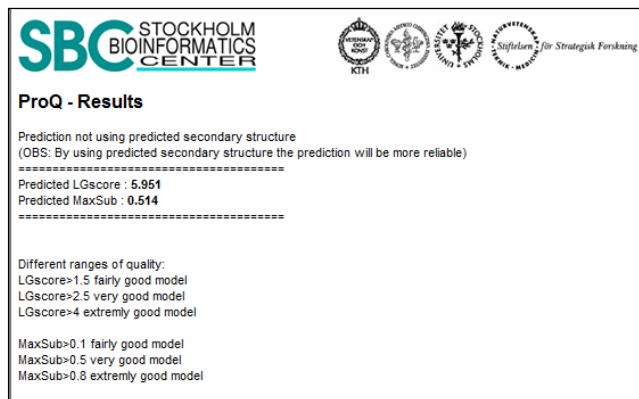 SBC STOCKHOLM
BIOINFORMATICS
CENTER
VETENSKAP
OCH
KONST
KTH
Stiftelsen för Strategisk Forskning
ProQ - Results
Prediction not using predicted secondary structure
(OBS: By using predicted secondary structure the prediction will be more reliable)
=======================================
Predicted LGscore : 5.951
Predicted MaxSub : 0.514
=======================================
Different ranges of quality:
LGscore>1.5 fairly good model
LGscore>2.5 very good model
LGscore>4 extremly good model
MaxSub>0.1 fairly good model
MaxSub>0.5 very good model
MaxSub>0.8 extremly good model